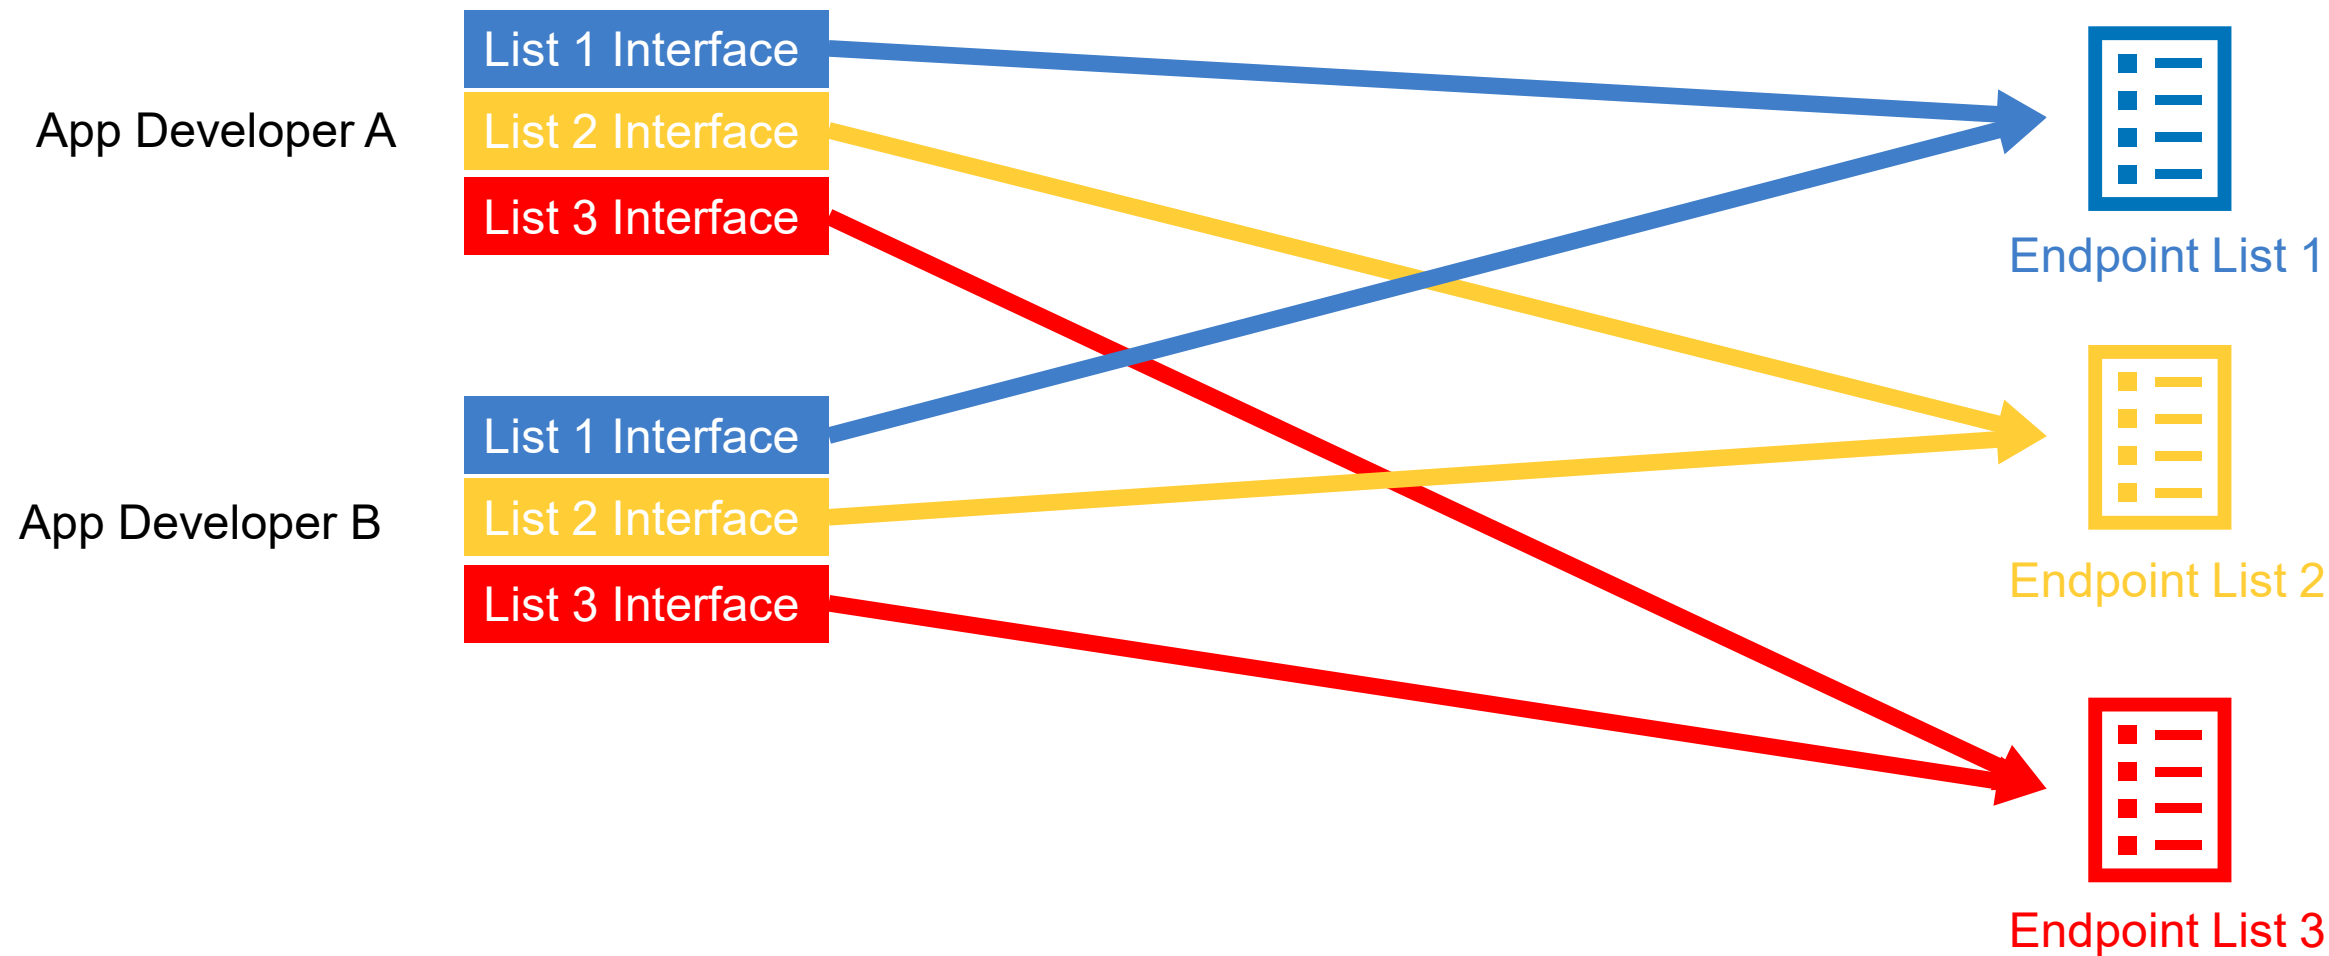 App Developer A
List 1 Interface
List 2 Interface
List 3 Interface
App Developer B
List 1 Interface
List 2 Interface
List 3 Interface
Endpoint List 1
Endpoint List 2
Endpoint List 3